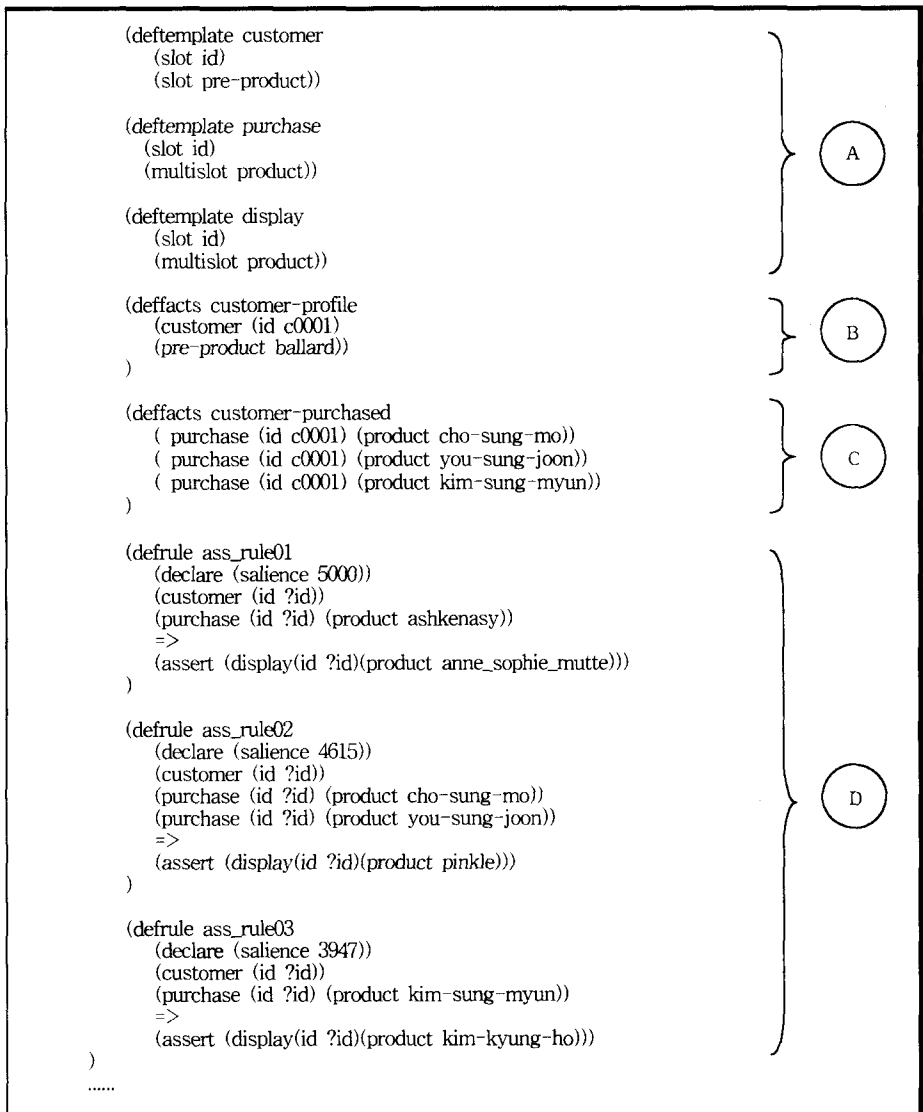 (deftemplate customer
(slot id)
(slot pre-product))
(deftemplate purchase
(slot id)
(multislot product))
A
(deftemplate display
(slot id)
(multislot product))
(deffacts customer-profile
(customer (id c0001)
(pre-product ballard))
)
B
(deffacts customer-purchased
( purchase (id c0001) (product cho-sung-mo))
( purchase (id c0001) (product you-sung-joon))
( purchase (id c0001) (product kim-sung-myun))
)
C
(defrule ass_rule01
(declare (salience 5000))
(customer (id ?id))
(purchase (id ?id) (product ashkenasy))
=>
(assert (display(id ?id)(product anne_sophie_mutte)))
)
(defrule ass_rule02
(declare (salience 4615))
(customer (id ?id))
(purchase (id ?id) (product cho-sung-mo))
(purchase (id ?id) (product you-sung-joon))
=>
(assert (display(id ?id)(product pinkle)))
)
D
(defrule ass_rule03
(declare (salience 3947))
(customer (id ?id))
(purchase (id ?id) (product kim-sung-myun))
=>
(assert (display(id ?id)(product kim-kyung-ho)))
)
......